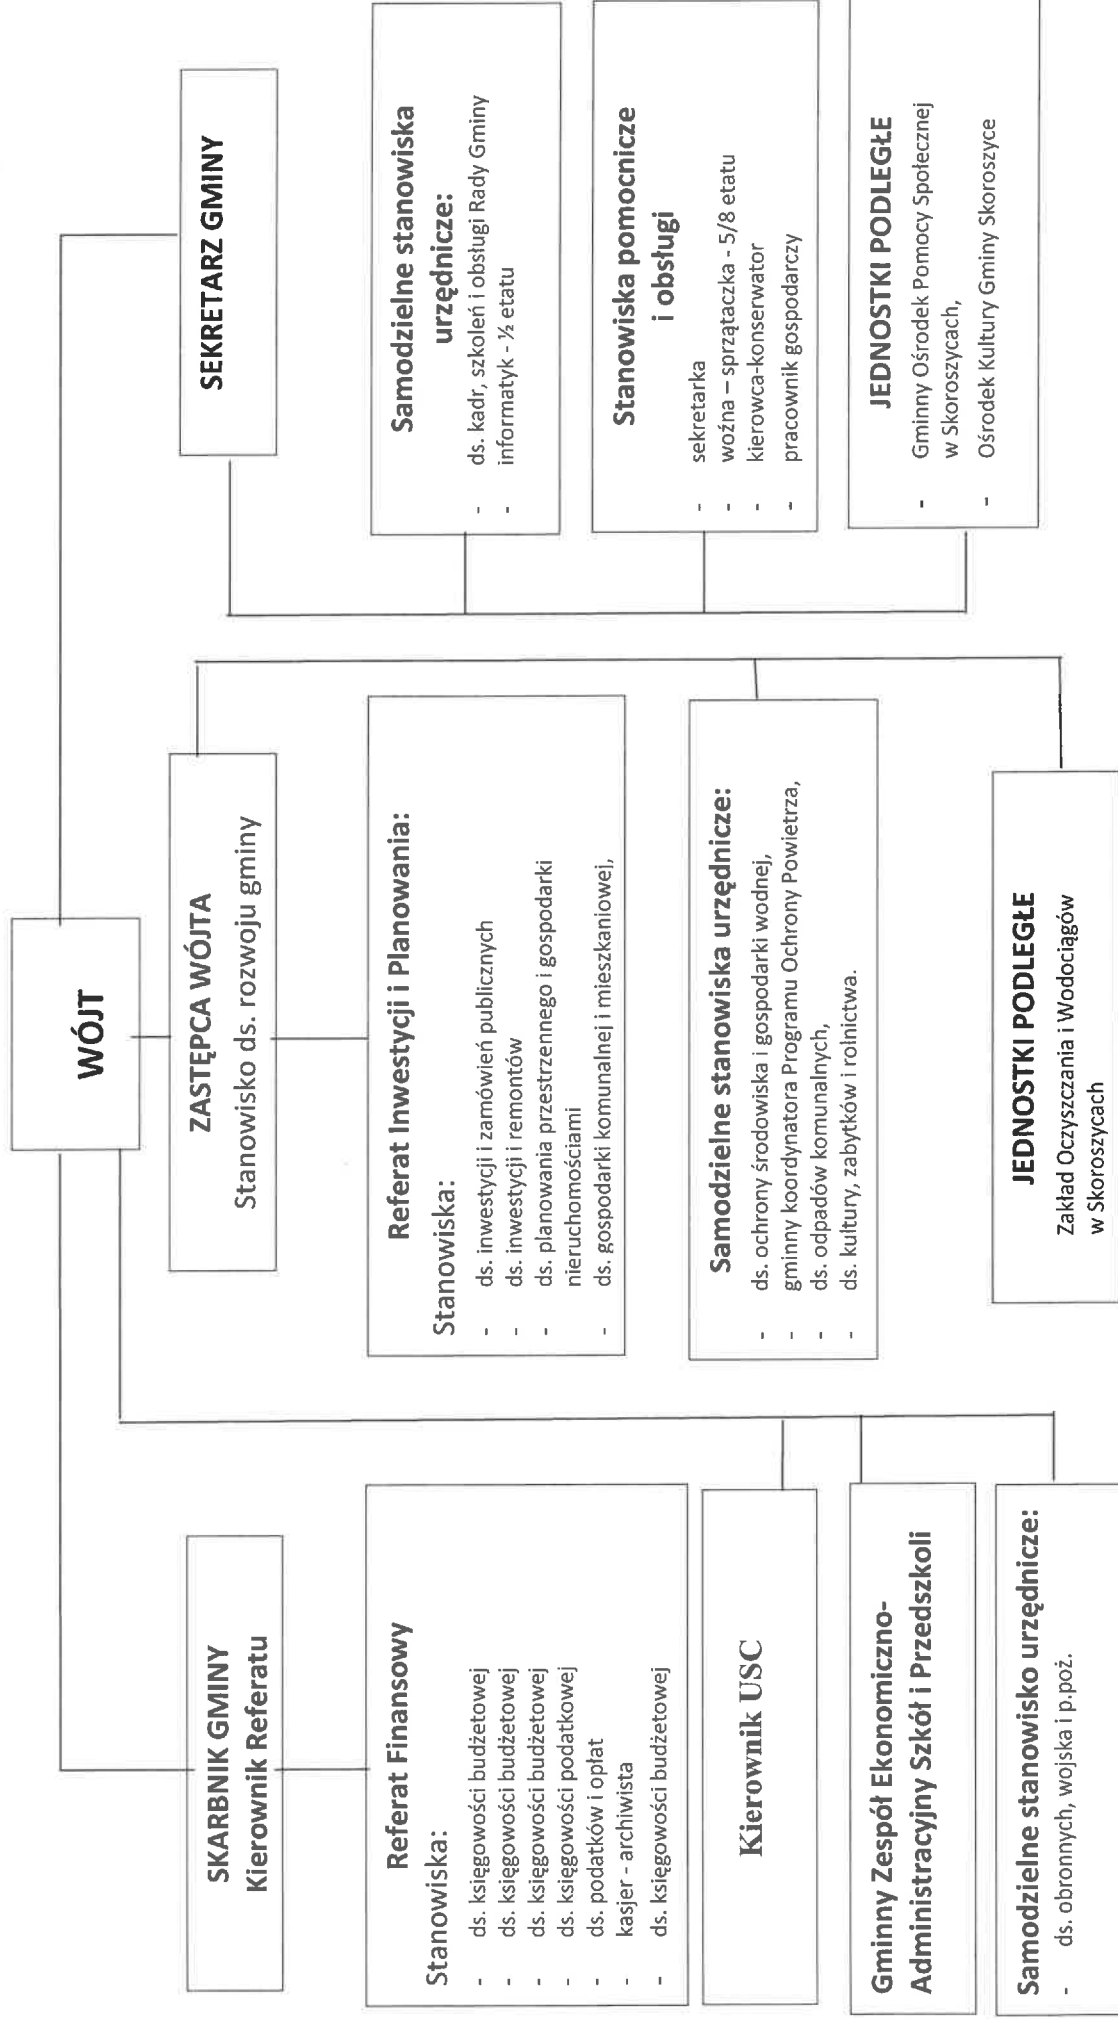 WÓJT
SKARBNIK GMINY
Kierownik Referatu
ZASTĘPCA WÓJTA
Stanowisko ds. rozwoju gminy
SEKRETARZ GMINY
Referat Finansowy
Stanowiska:
- ds. księgowości budżetowej
- ds. księgowości budżetowej
- ds. księgowości budżetowej
- ds. księgowości podatkowej
- ds. podatków i opłat
- kasjer - archiwista
- ds. księgowości budżetowej
Kierownik USC
Gminny Zespół Ekonomiczno-
Administracyjny Szkół i Przedszkoli
Samodzielne stanowisko urzędnicze:
- ds. obronnych, wojska i p.poż.
Referat Inwestycji i Planowania:
Stanowiska:
- ds. inwestycji i zamówień publicznych
- ds. inwestycji i remontów
- ds. planowania przestrzennego i gospodarki
nieruchomościami
- ds. gospodarki komunalnej i mieszkaniowej,
Samodzielne stanowiska urzędnicze:
- ds. ochrony środowiska i gospodarki wodnej,
- gminny koordynatora Programu Ochrony Powietrza,
- ds. odpadów komunalnych,
- ds. kultury, zabytków i rolnictwa.
JEDNOSTKI PODLEGŁE
Zakład Oczyszczania i Wodociągów
w Skoroszycach
Samodzielne stanowiska
urzędnicze:
- ds. kadr, szkoleń i obsługi Rady Gminy
- informatyk - ½ etatu
Stanowiska pomocnicze
i obsługi
- sekretarka
- woźna – sprzątaczka - 5/8 etatu
- kierowca-konserwator
- pracownik gospodarczy
JEDNOSTKI PODLEGŁE
- Gminny Ośrodek Pomocy Społecznej
w Skoroszycach,
- Ośrodek Kultury Gminy Skoroszyce